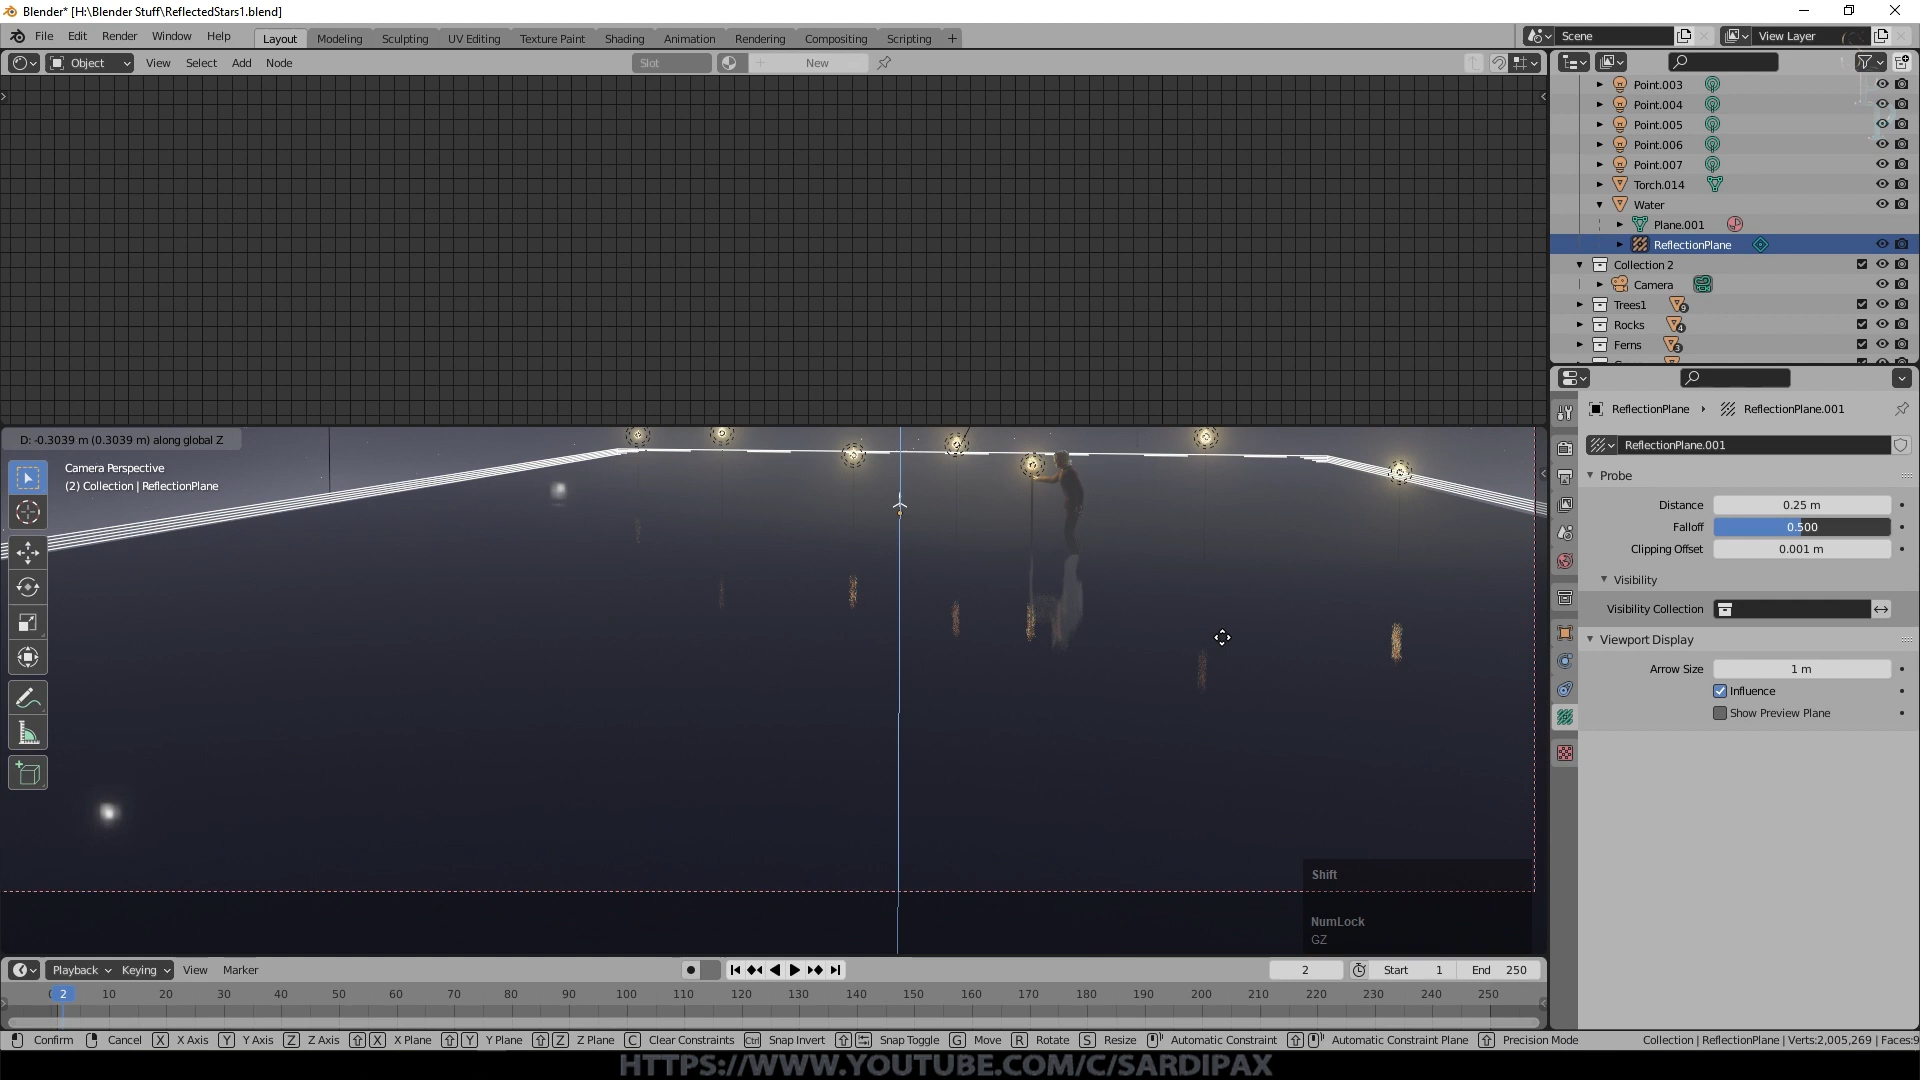 Blender* [H:\Blender Stuff\ReflectedStars1.blend]
File Edit Render Window Help
Layout Modeling Sculpting UV Editing Texture Paint Shading Animation Rendering Compositing Scripting
Scene View Layer
Object View Select Add Node Slot New
Point.003
Point.004
Point.005
Point.006
Point.007
Torch.014
Water
Plane.001
ReflectionPlane
Collection 2
Camera
Trees1 9
Rocks 4
Ferns 3
ReflectionPlane ReflectionPlane.001
ReflectionPlane.001
Probe
Distance 0.25 m
Falloff 0.500
Clipping Offset 0.001 m
Visibility
Visibility Collection
Viewport Display
Arrow Size 1 m
Influence
Show Preview Plane
D: -0.3039 m (0.3039 m) along global Z
Camera Perspective
(2) Collection | ReflectionPlane
Shift
NumLock
GZ
Playback Keying View Marker 2 Start 1 End 250
2 10 20 30 40 50 60 70 80 90 100 110 120 130 140 150 160 170 180 190 200 210 220 230 240 250
Confirm Cancel X X Axis Y Y Axis Z Z Axis X X Plane Y Y Plane Z Z Plane C Clear Constraints Ctrl Snap Invert Snap Toggle G Move R Rotate S Resize Automatic Constraint Automatic Constraint Plane Precision Mode Collection | ReflectionPlane | Verts:2,005,269 | Faces:9
HTTPS://WWW.YOUTUBE.COM/C/SARDIPAX